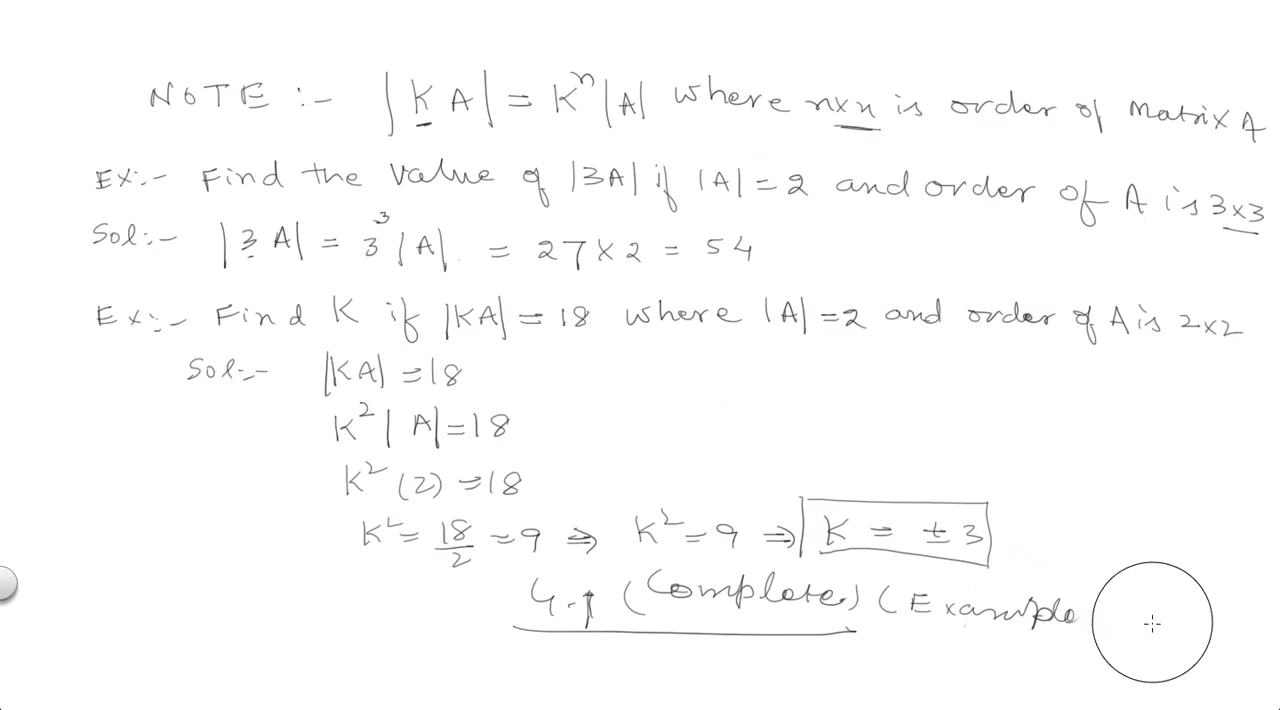 NOTE :- |KA| = K^n |A| where n×n is order of Matrix A
Ex:- Find the value of |3A| if |A| = 2 and order of A is 3×3
Sol:- |3A| = 3^3 |A| = 27 × 2 = 54
Ex:- Find K if |KA| = 18 where |A| = 2 and order of A is 2×2
Sol:- |KA| = 18
K^2 |A| = 18
K^2 (2) = 18
K^2 = 18/2 = 9 ⇒ K^2 = 9 ⇒ K = ±3
4.1 (Complete) (Example